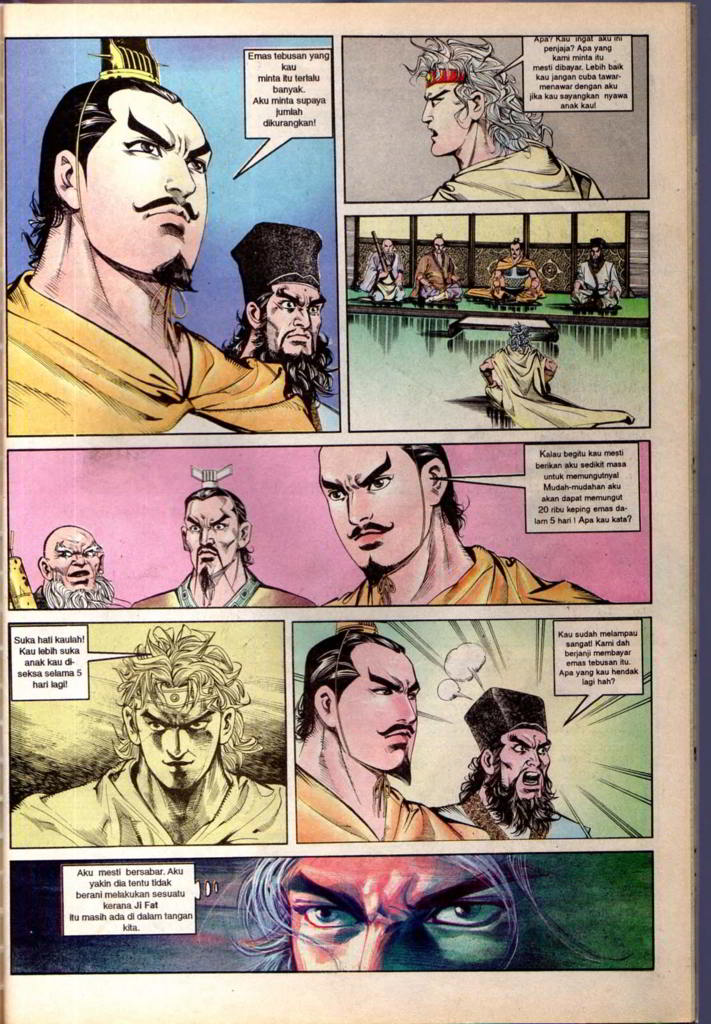 Emas tebusan yang
kau
minta itu terlalu
banyak.
Aku minta supaya
jumlah
dikurangkan!
Apa? Kau ingat aku ini
penjaja? Apa yang
kami minta itu
mesti dibayar. Lebih baik
kau jangan cuba tawar-
menawar dengan aku
jika kau sayangkan nyawa
anak kau!
Kalau begitu kau mesti
berikan aku sedikit masa
untuk memungutnya!
Mudah-mudahan aku
akan dapat memungut
20 ribu keping emas da-
lam 5 hari ! Apa kau kata?
Suka hati kaulah!
Kau lebih suka
anak kau di-
seksa selama 5
hari lagi!
Kau sudah melampau
sangat! Kami dah
berjanji membayar
emas tebusan itu.
Apa yang kau hendak
lagi hah?
Aku mesti bersabar. Aku
yakin dia tentu tidak
berani melakukan sesuatu
kerana Ji Fat
itu masih ada di dalam tangan
kita.